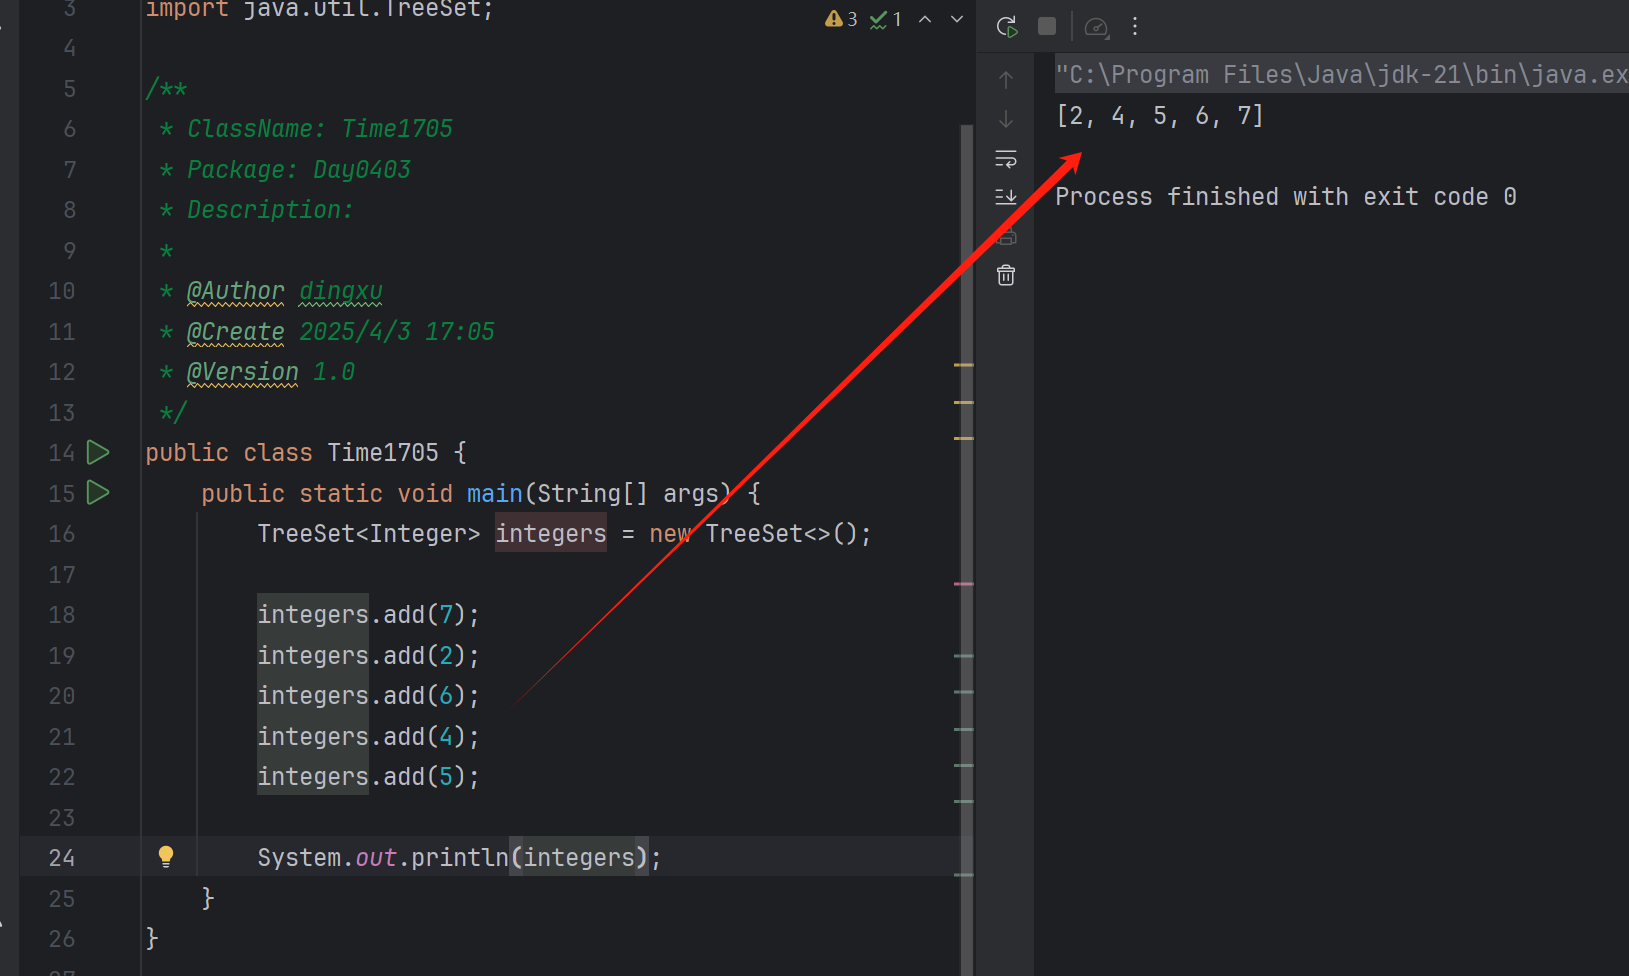 3 import java.util.TreeSet;
3 1
4
5 /**
6 * ClassName: Time1705
7 * Package: Day0403
8 * Description:
9 *
10 * @Author dingxu
11 * @Create 2025/4/3 17:05
12 * @Version 1.0
13 */
14 public class Time1705 {
15 public static void main(String[] args) {
16 TreeSet<Integer> integers = new TreeSet<>();
17
18 integers.add(7);
19 integers.add(2);
20 integers.add(6);
21 integers.add(4);
22 integers.add(5);
23
24 System.out.println(integers);
25 }
26 }
27
"C:\Program Files\Java\jdk-21\bin\java.ex
[2, 4, 5, 6, 7]
Process finished with exit code 0